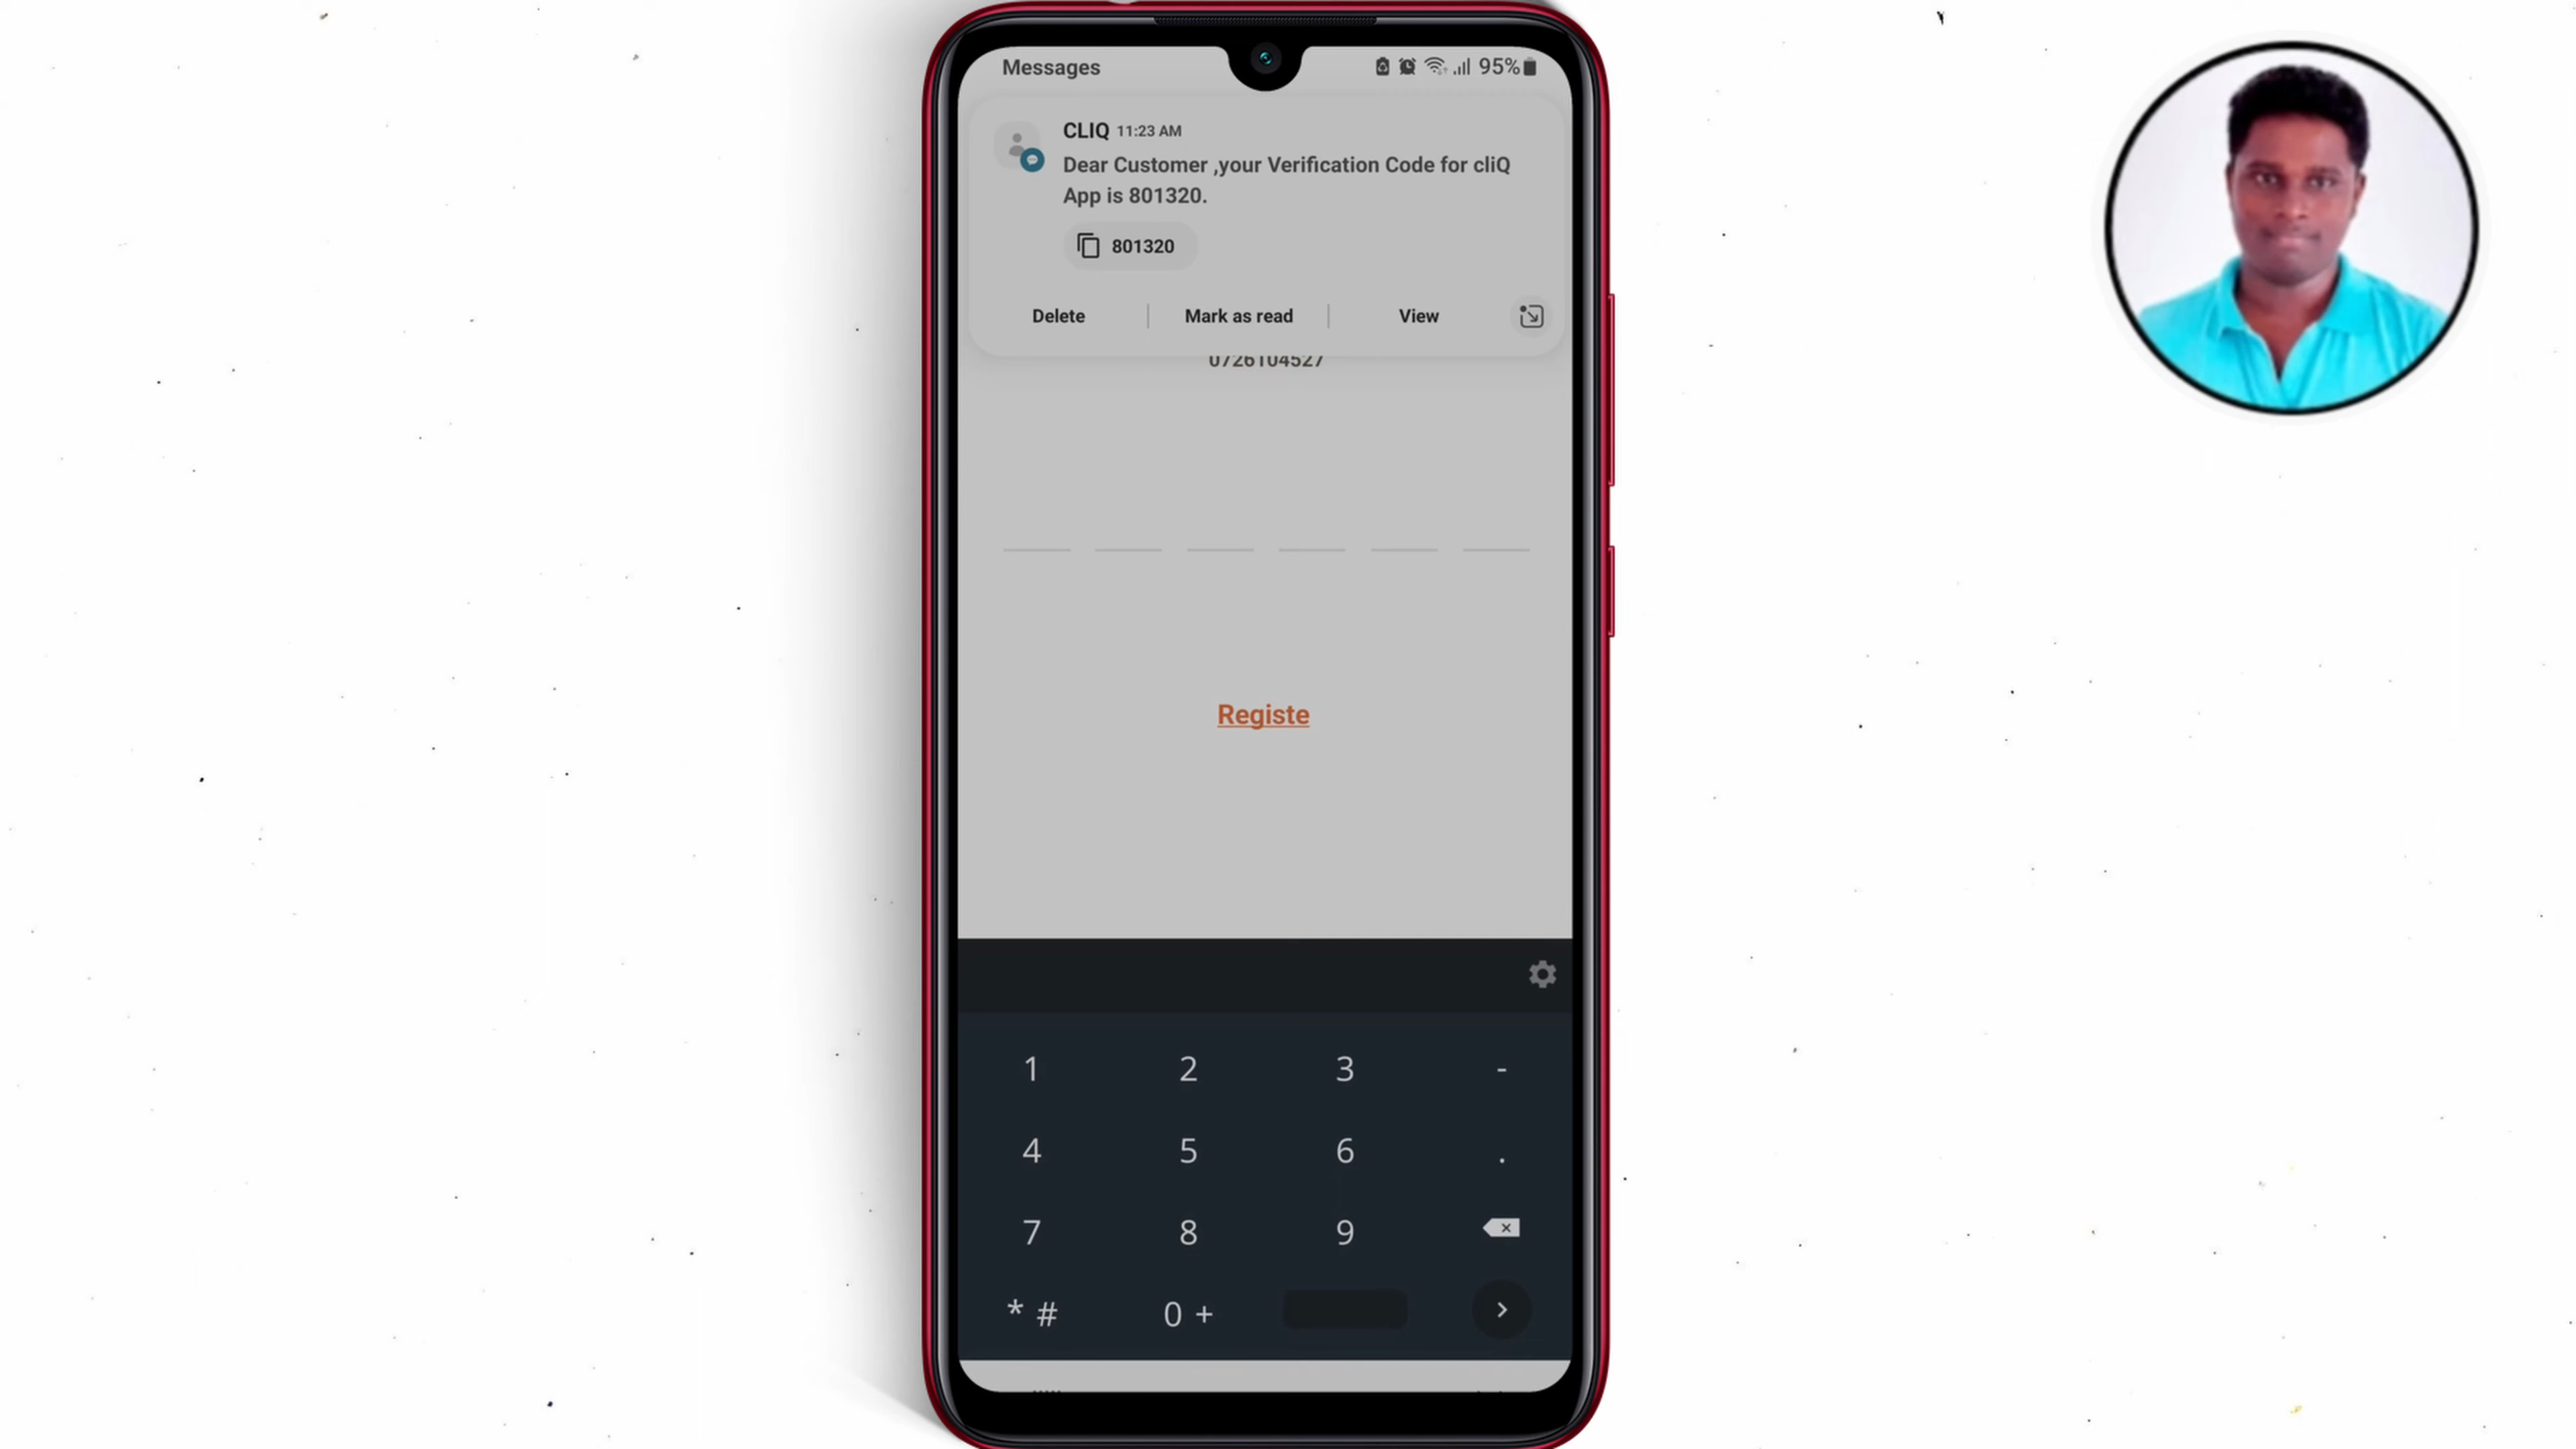 Messages
95%
CLIQ 11:23 AM
Dear Customer ,your Verification Code for cliQ
App is 801320.
801320
Delete
Mark as read
View
0726104527
Registe
1 2 3 -
4 5 6 .
7 8 9
* # 0 +